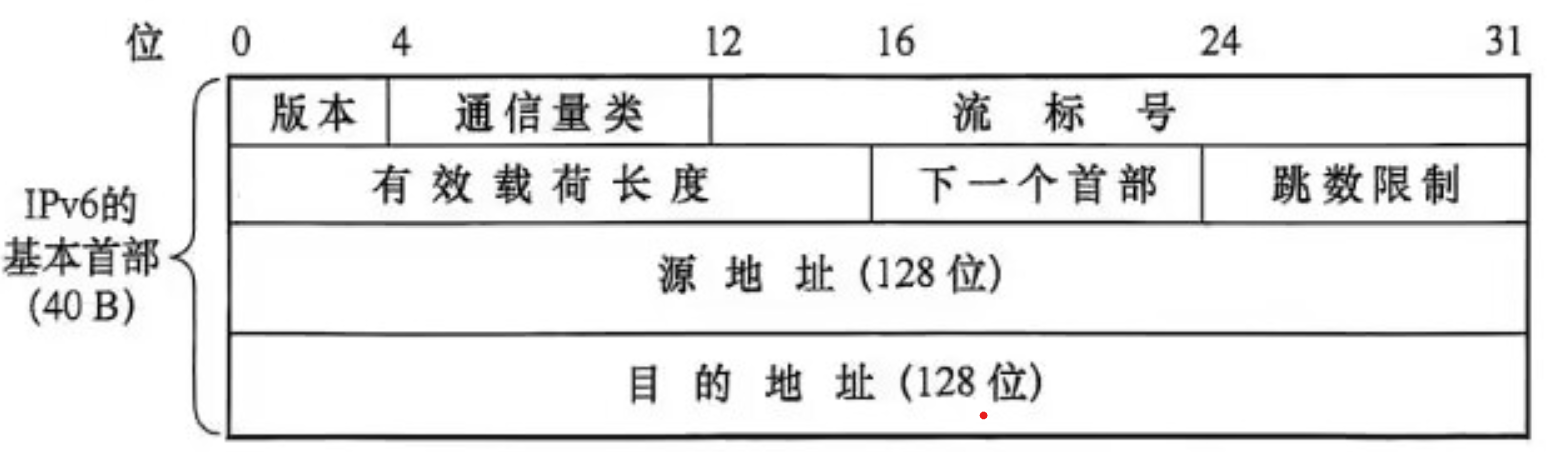 位 0 4 12 16 24 31
版本 通信量类 流标号
有效载荷长度 下一个首部 跳数限制
IPv6的
基本首部
(40 B)
源地址(128 位)
目的地址(128 位)